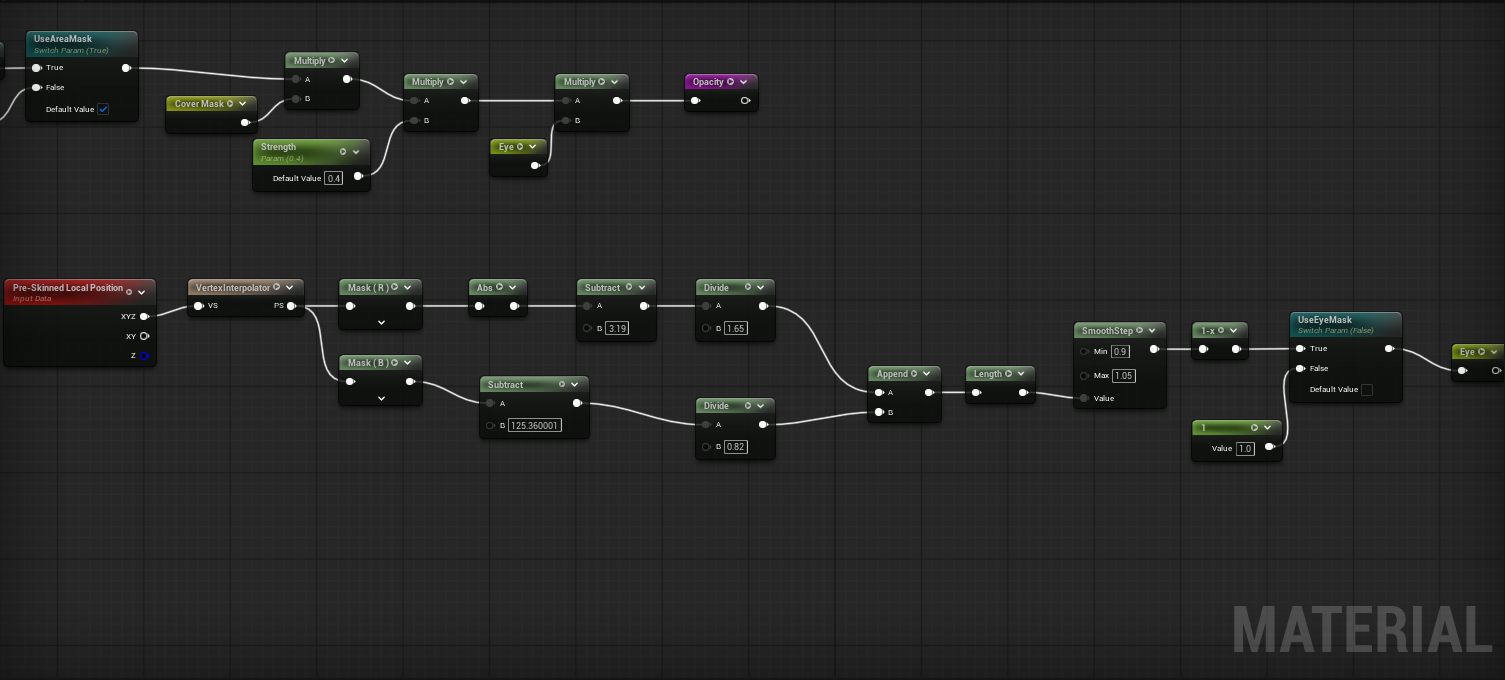 UseAreaMask
Switch Param (True)
True
False
Default Value
Cover Mask
Multiply
A
B
Strength
Param (0.4)
Default Value 0.4
Multiply
A
B
Eye
Multiply
A
B
Opacity
Pre-Skinned Local Position
Input Data
XYZ
XY
Z
VertexInterpolator
VS PS
Mask ( R )
Mask ( B )
Abs
Subtract
A
B 3.19
Subtract
A
B 125.360001
Divide
A
B 1.65
Divide
A
B 0.82
Append
A
B
Length
SmoothStep
Min 0.9
Max 1.05
Value
1-x
1
Value 1.0
UseEyeMask
Switch Param (False)
True
False
Default Value
Eye
MATERIAL